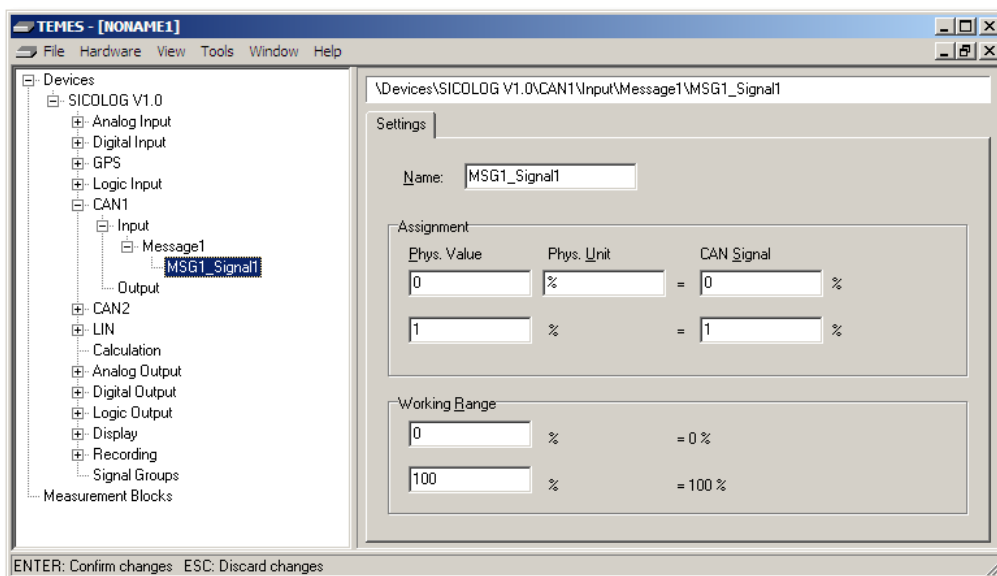 TEMES - [NONAME1]
File Hardware View Tools Window Help
Devices
SICOLOG V1.0
Analog Input
Digital Input
GPS
Logic Input
CAN1
Input
Message1
MSG1_Signal1
Output
CAN2
LIN
Calculation
Analog Output
Digital Output
Logic Output
Display
Recording
Signal Groups
Measurement Blocks
\Devices\SICOLOG V1.0\CAN1\Input\Message1\MSG1_Signal1
Settings
Name: MSG1_Signal1
Assignment
Phys. Value Phys. Unit CAN Signal
0 % = 0 %
1 % = 1 %
Working Range
0 % = 0 %
100 % = 100 %
ENTER: Confirm changes ESC: Discard changes